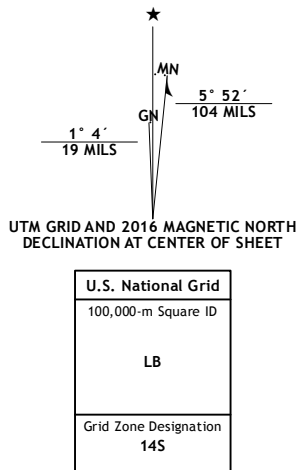 MN
GN
5° 52´
104 MILS
1° 4´
19 MILS
UTM GRID AND 2016 MAGNETIC NORTH
DECLINATION AT CENTER OF SHEET
U.S. National Grid
100,000-m Square ID
LB
Grid Zone Designation
14S